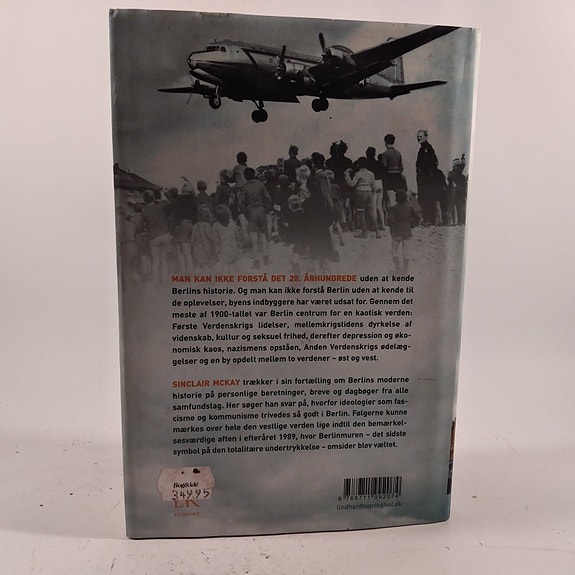 MAN KAN IKKE FORSTÅ DET 20. ÅRHUNDREDE uden at kende
Berlins historie. Og man kan ikke forstå Berlin uden at kende til
de oplevelser, byens indbyggere har været udsat for. Gennem det
meste af 1900-tallet var Berlin centrum for en kaotisk verden:
Første Verdenskrigs lidelser, mellemkrigstidens dyrkelse af
videnskab, kultur og seksuel frihed, derefter depression og øko-
nomisk kaos, nazismens opståen, Anden Verdenskrigs ødelæg-
gelser og en by opdelt mellem to verdener – øst og vest.
SINCLAIR MCKAY trækker i sin fortælling om Berlins moderne
historie på personlige beretninger, breve og dagbøger fra alle
samfundslag. Her søger han svar på, hvorfor ideologier som fas-
cisme og kommunisme trivedes så godt i Berlin. Følgerne kunne
mærkes over hele den vestlige verden lige indtil den bemærkel-
sesværdige aften i efteråret 1989, hvor Berlinmuren – det sidste
symbol på den totalitære undertrykkelse – omsider blev væltet.
Bog&idé
349.95
EGMONT
9 788711 992074
lindhardtogringhof.dk